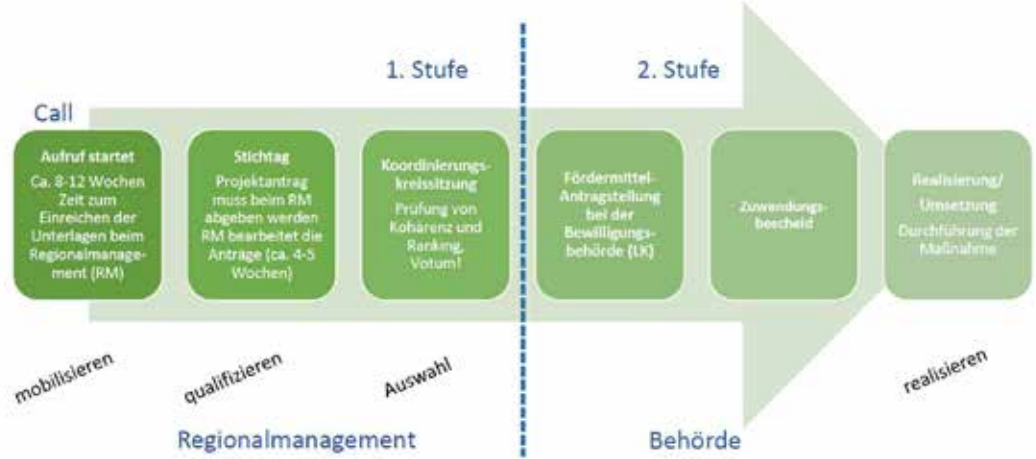 1. Stufe
2. Stufe
Call
Aufruf startet
Ca. 8-12 Wochen
Zeit zum
Einreichen der
Unterlagen beim
Regionalmanage-
ment (RM)
Stichtag
Projektantrag
muss beim RM
abgeben werden
RM bearbeitet die
Anträge (ca. 4-5
Wochen)
Koordinierungs-
kreissitzung
Prüfung von
Kohärenz und
Ranking,
Votum!
Fördermittel-
Antragstellung
bei der
Bewilligungs-
behörde (LK)
Zuwendungs-
bescheid
Realisierung/
Umsetzung
Durchführung der
Maßnahme
mobilisieren
qualifizieren
Auswahl
realisieren
Regionalmanagement
Behörde